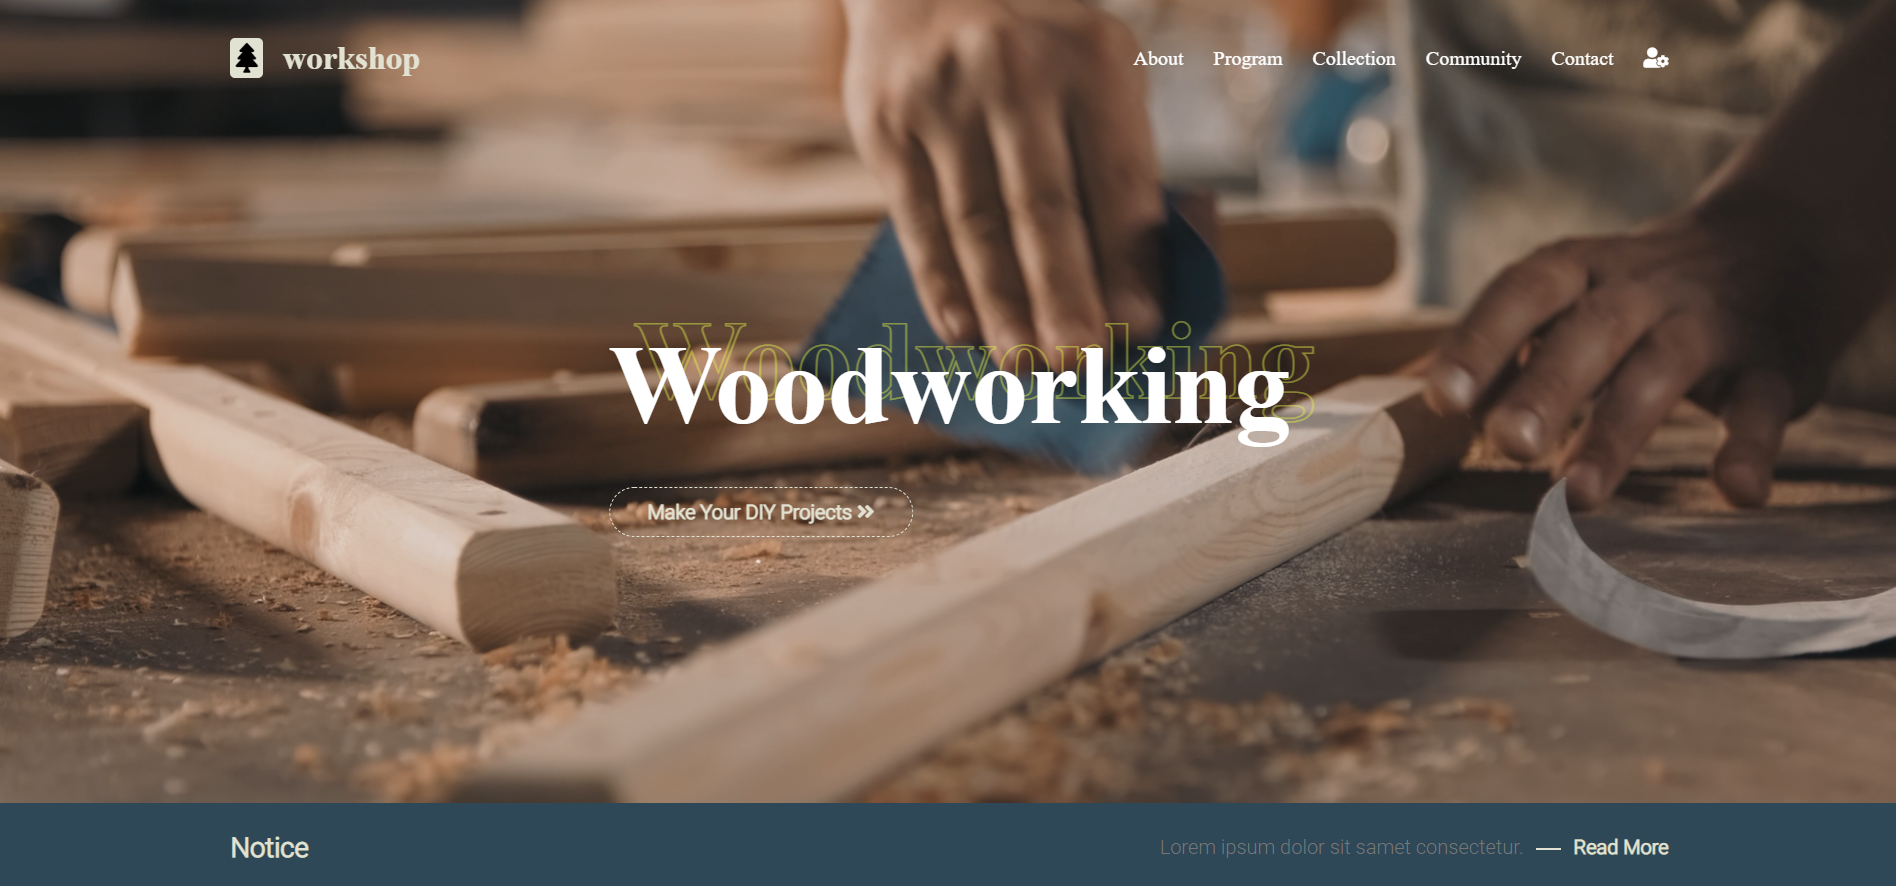 workshop
About Program Collection Community Contact
Woodworking
Woodworking
Make Your DIY Projects »
Notice
Lorem ipsum dolor sit samet consectetur. — Read More